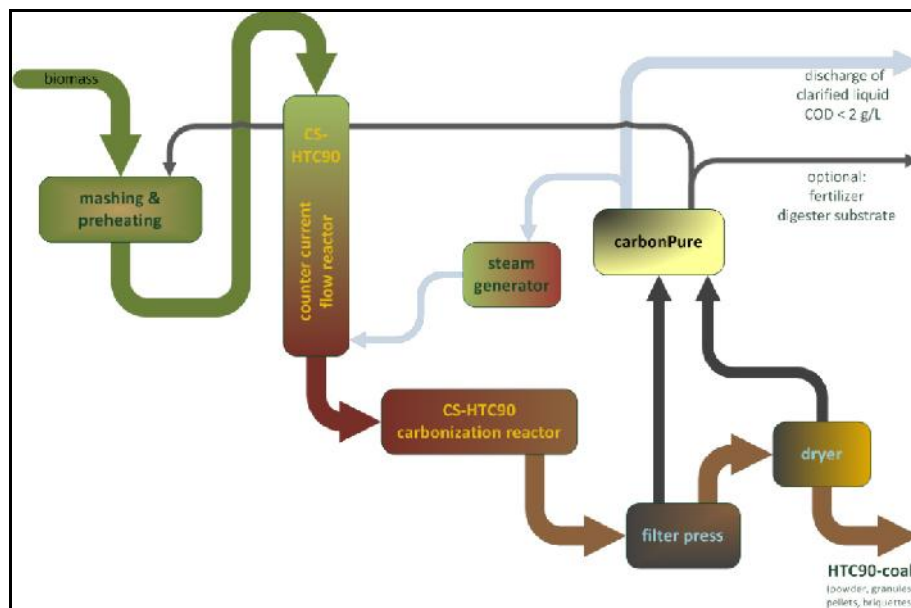 biomass
discharge of
clarified liquid
COD < 2 g/L
CS-
HTC90
counter current
flow reactor
mashing &
preheating
optional:
fertilizer
digester substrate
carbonPure
steam
generator
CS-HTC90
carbonization reactor
dryer
filter press
HTC90-coal
(powder, granules
pellets, briquettes